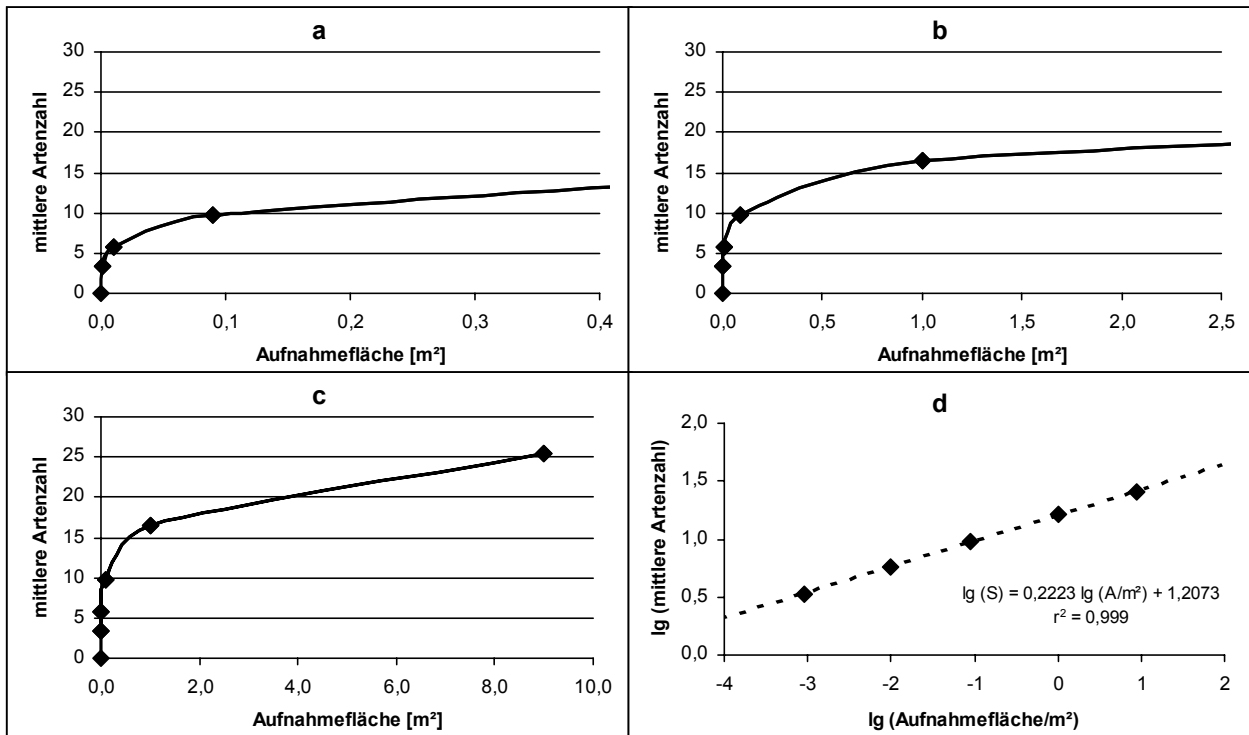 a
30
25
20
15
10
5
0
mittlere Artenzahl
0,0 0,1 0,2 0,3 0,4
Aufnahmefläche [m²]
b
30
25
20
15
10
5
0
mittlere Artenzahl
0,0 0,5 1,0 1,5 2,0 2,5
Aufnahmefläche [m²]
c
30
25
20
15
10
5
0
mittlere Artenzahl
0,0 2,0 4,0 6,0 8,0 10,0
Aufnahmefläche [m²]
d
2,0
1,5
1,0
0,5
0,0
lg (mittlere Artenzahl)
lg (S) = 0,2223 lg (A/m²) + 1,2073
r² = 0,999
-4 -3 -2 -1 0 1 2
lg (Aufnahmefläche/m²)